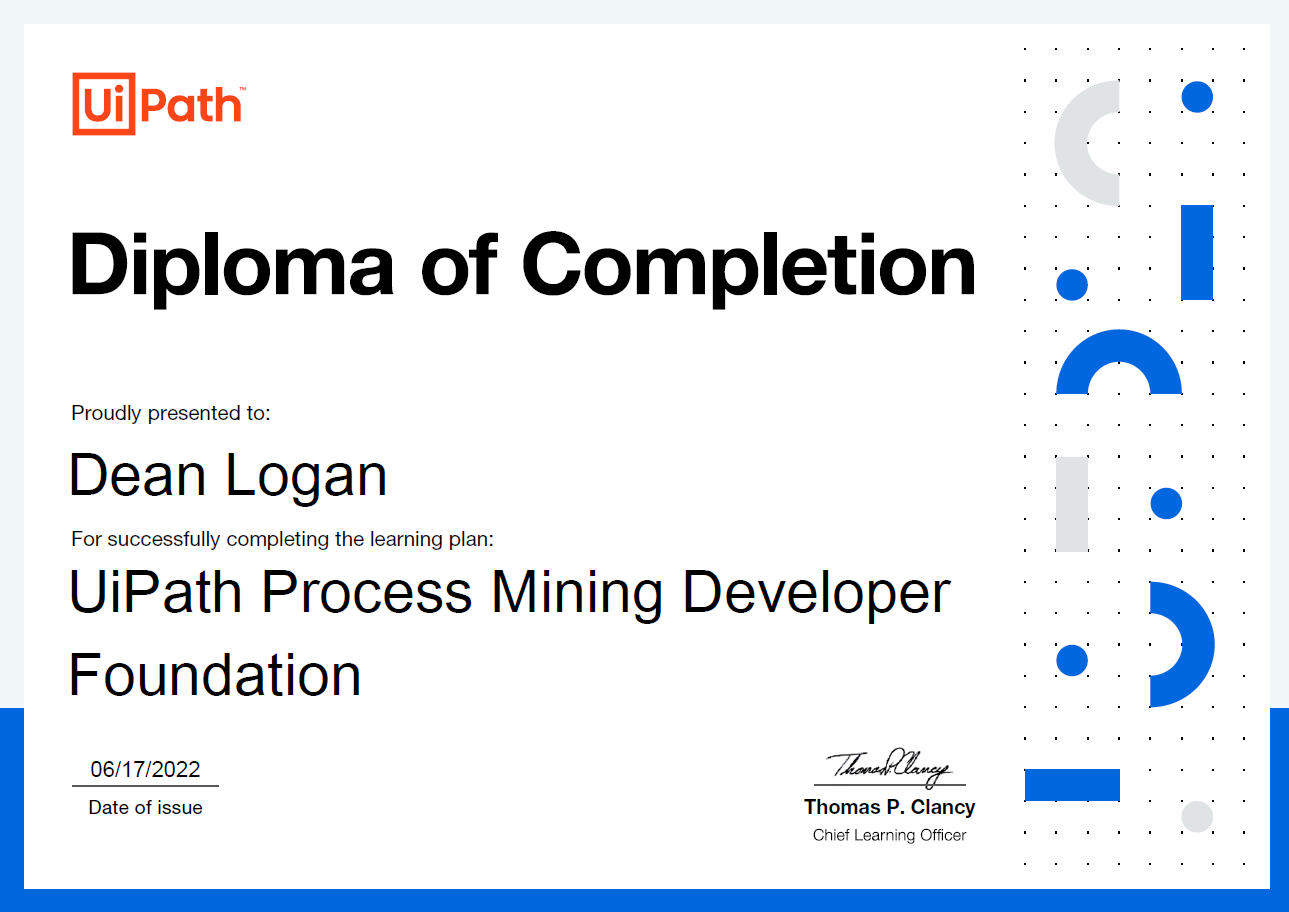 UiPath™
Diploma of Completion
Proudly presented to:
Dean Logan
For successfully completing the learning plan:
UiPath Process Mining Developer
Foundation
06/17/2022
Date of issue
Thomas P. Clancy
Thomas P. Clancy
Chief Learning Officer